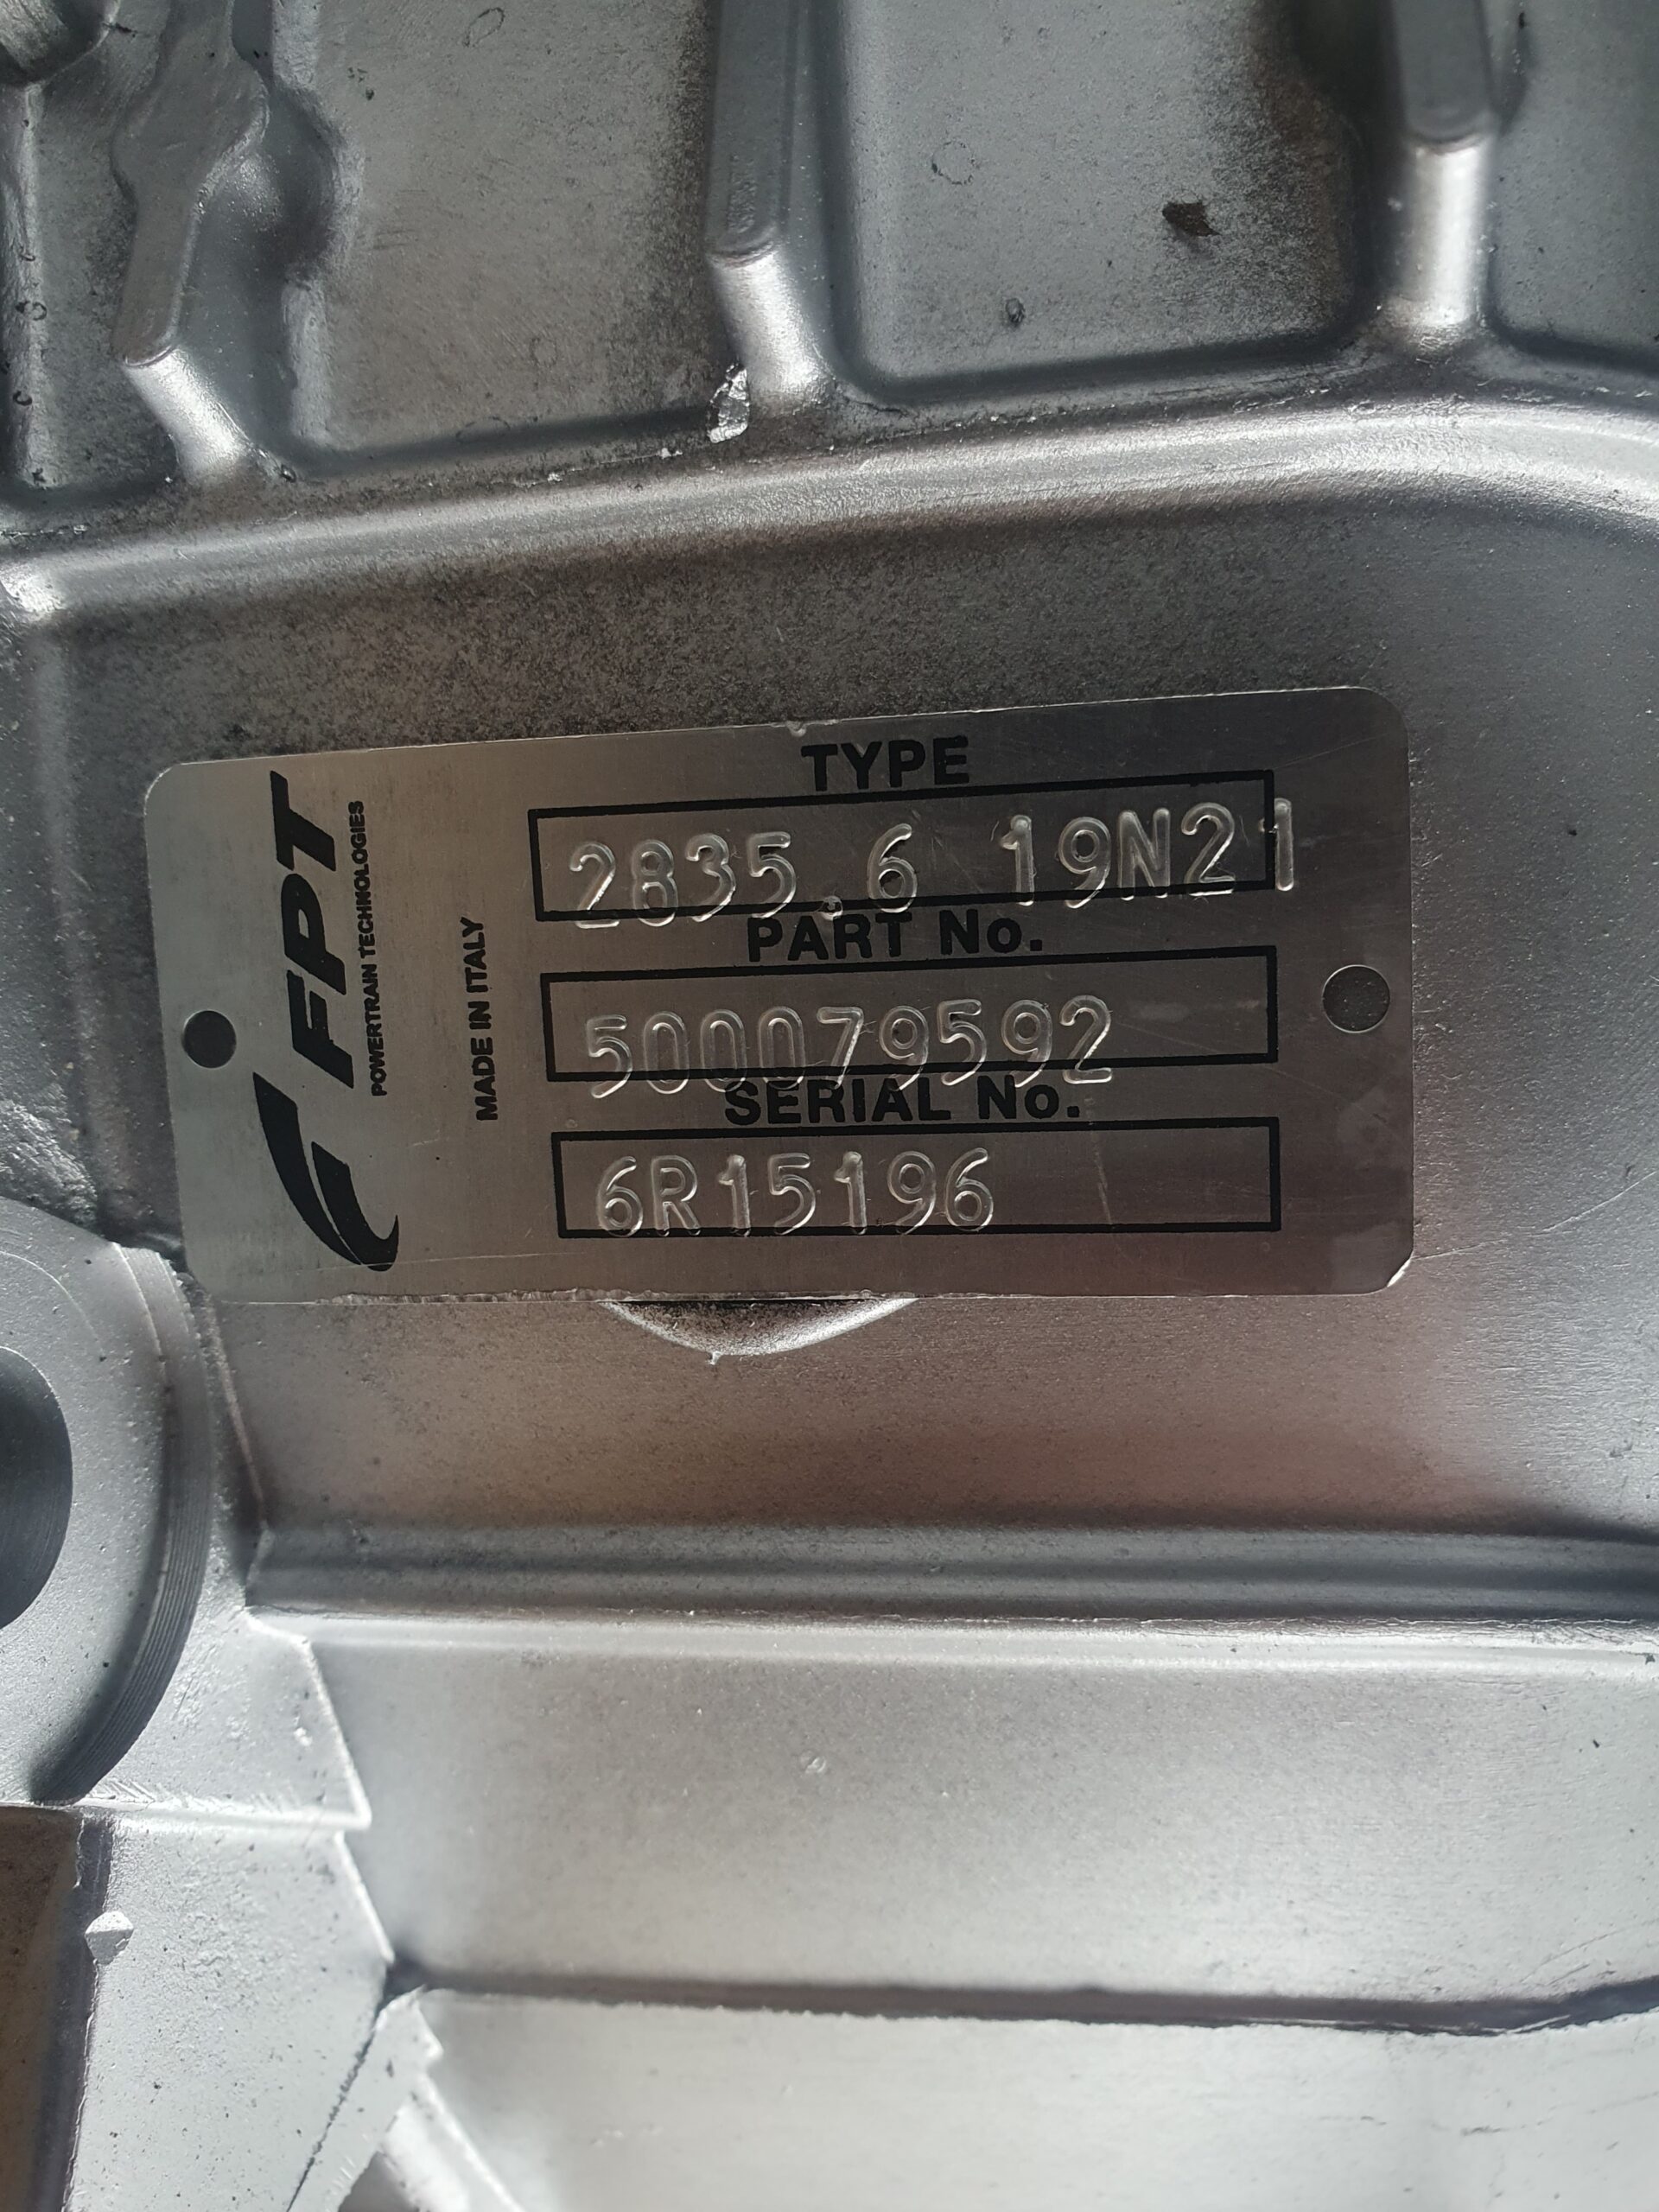 FPT
POWERTRAIN TECHNOLOGIES
MADE IN ITALY
TYPE
2835.6 19N21
PART No.
500079592
SERIAL No.
6R15196